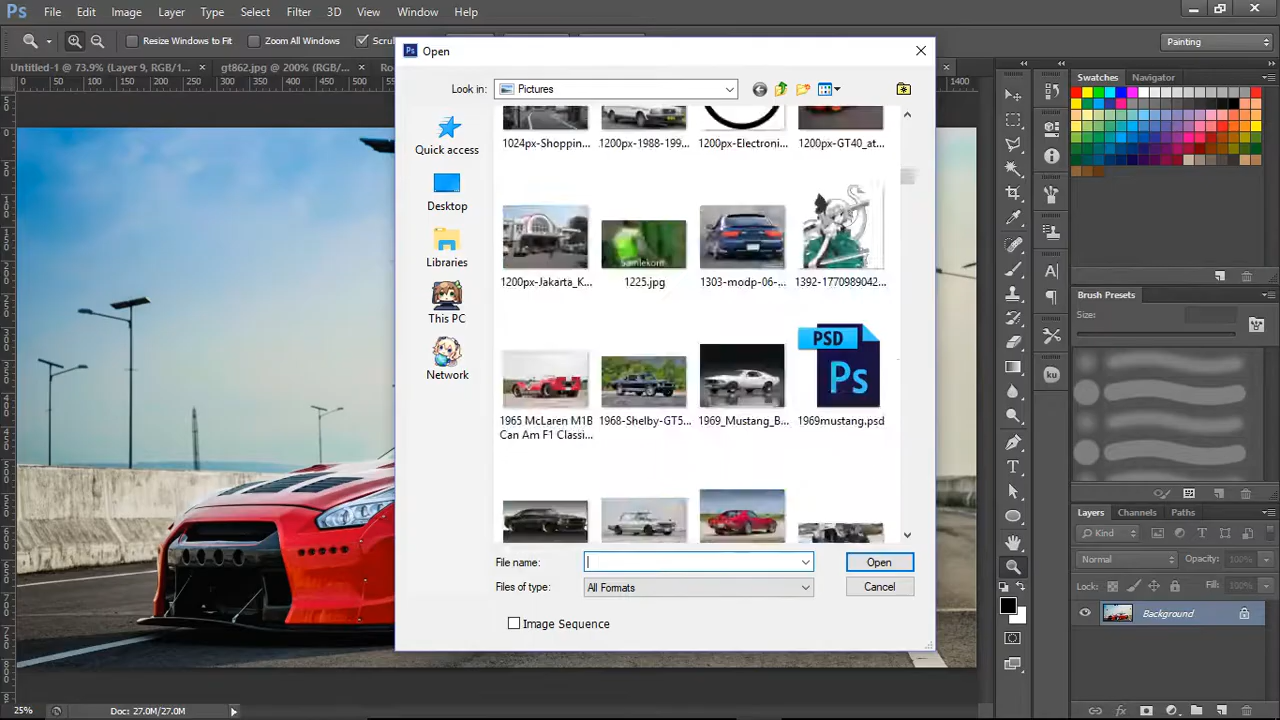 Ps File Edit Image Layer Type Select Filter 3D View Window Help
Resize Windows to Fit Zoom All Windows Painting
Ps Open
Untitled-1 @ 73.9% (Layer 9, RGB/1... × gt862.jpg @ 200% (RGB/... ×
Look in: Pictures
Swatches Navigator
Quick access
Desktop
Libraries
This PC
Network
1024px-Shoppin... 1200px-1988-199... 1200px-Electroni... 1200px-GT40_at...
1200px-Jakarta_K... 1225.jpg 1303-modp-06-... 1392-1770989042...
PSD
Ps
1965 McLaren M1B 1968-Shelby-GT5... 1969_Mustang_B... 1969mustang.psd
Can Am F1 Classi...
File name: Open
Files of type: All Formats Cancel
Image Sequence
Brush Presets
Size:
Layers Channels Paths
Kind
Normal Opacity:
Lock: Fill:
Background
25% Doc: 27.0M/27.0M